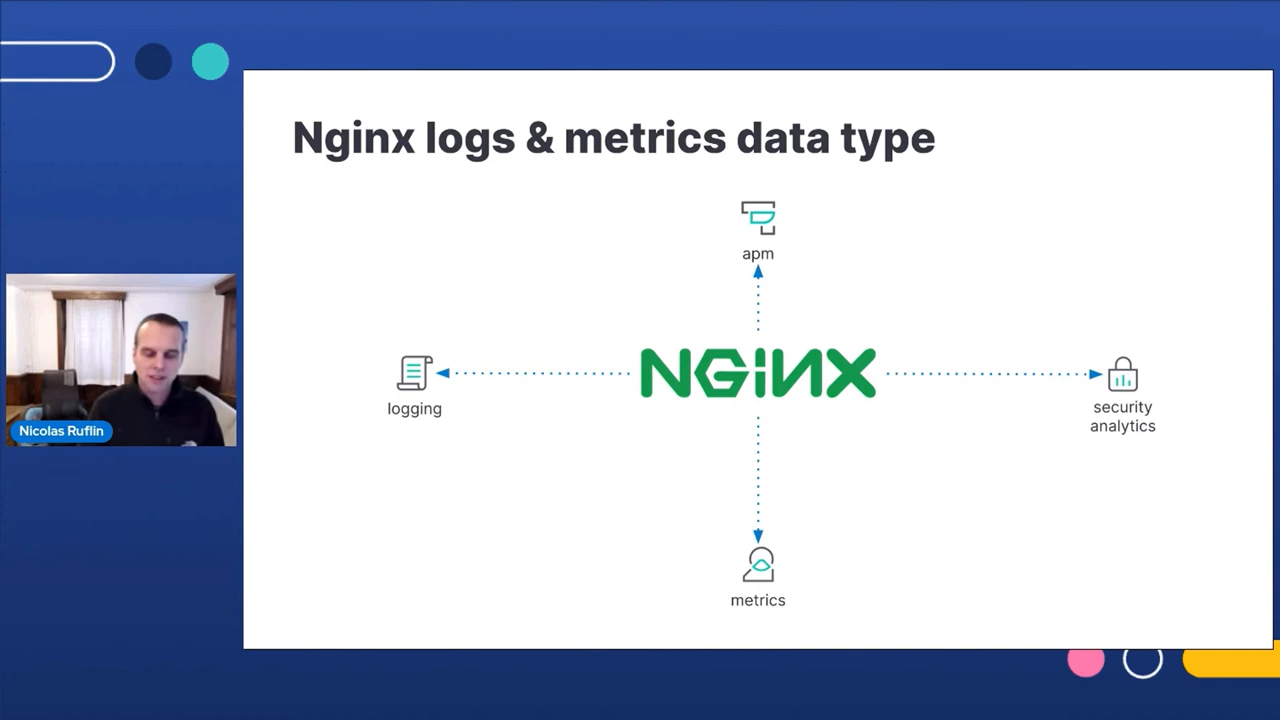 Nginx logs & metrics data type
apm
NGiNX
logging
security
analytics
metrics
Nicolas Ruflin